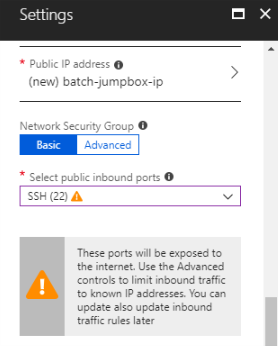 Settings
* Public IP address
(new) batch-jumpbox-ip
Network Security Group
Basic Advanced
* Select public inbound ports
SSH (22)
These ports will be exposed
to the internet. Use the Advanced
controls to limit inbound traffic
to known IP addresses. You can
update also update inbound
traffic rules later